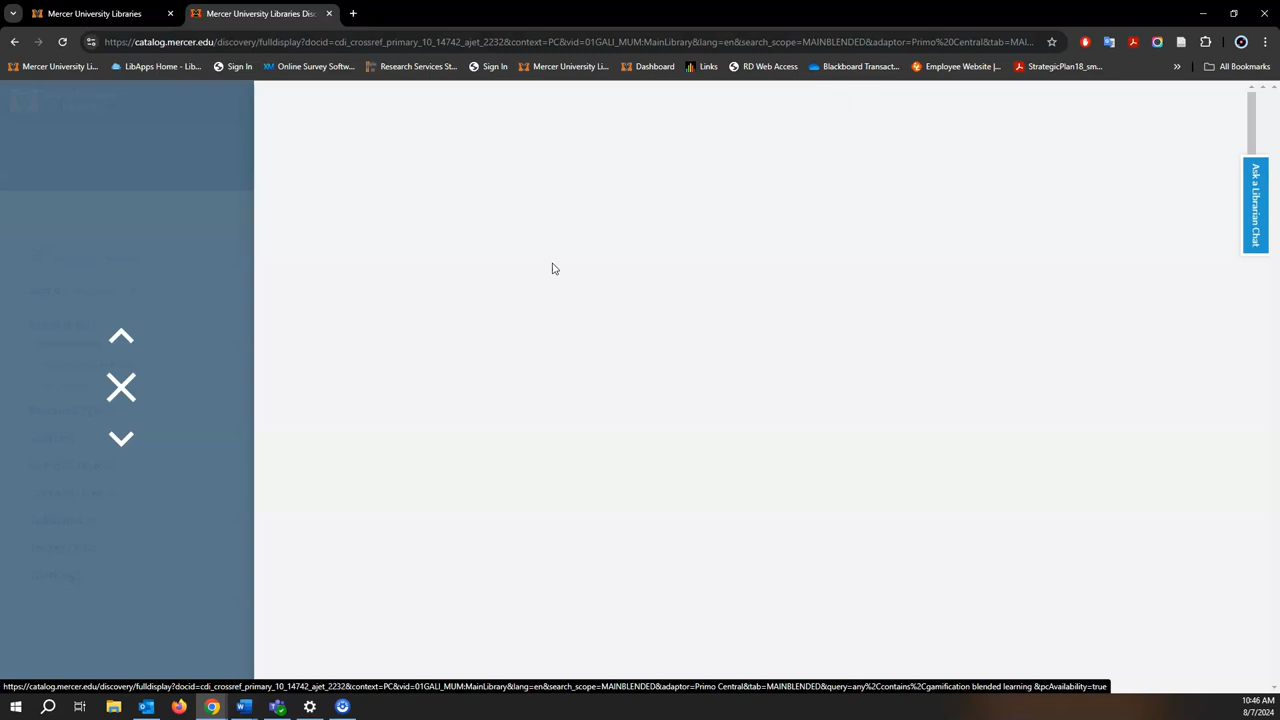 Mercer University Libraries
Mercer University Libraries Disc
https://catalog.mercer.edu/discovery/fulldisplay?docid=cdi_crossref_primary_10_14742_ajet_2232&context=PC&vid=01GALI_MUM:MainLibrary&lang=en&search_scope=MAINBLENDED&adaptor=Primo%20Central&tab=MAI...
Mercer University Li...
LibApps Home - Lib...
Sign In
Online Survey Softw...
Research Services St...
Sign In
Mercer University Li...
Dashboard
Links
RD Web Access
Blackboard Transact...
Employee Website |...
StrategicPlan18_sm...
»
All Bookmarks
Ask a Librarian Chat
https://catalog.mercer.edu/discovery/fulldisplay?docid=cdi_crossref_primary_10_14742_ajet_2232&context=PC&vid=01GALI_MUM:MainLibrary&lang=en&search_scope=MAINBLENDED&adaptor=Primo Central&tab=MAINBLENDED&query=any%2Ccontains%2Cgamification blended learning &pcAvailability=true
10:46 AM
8/7/2024